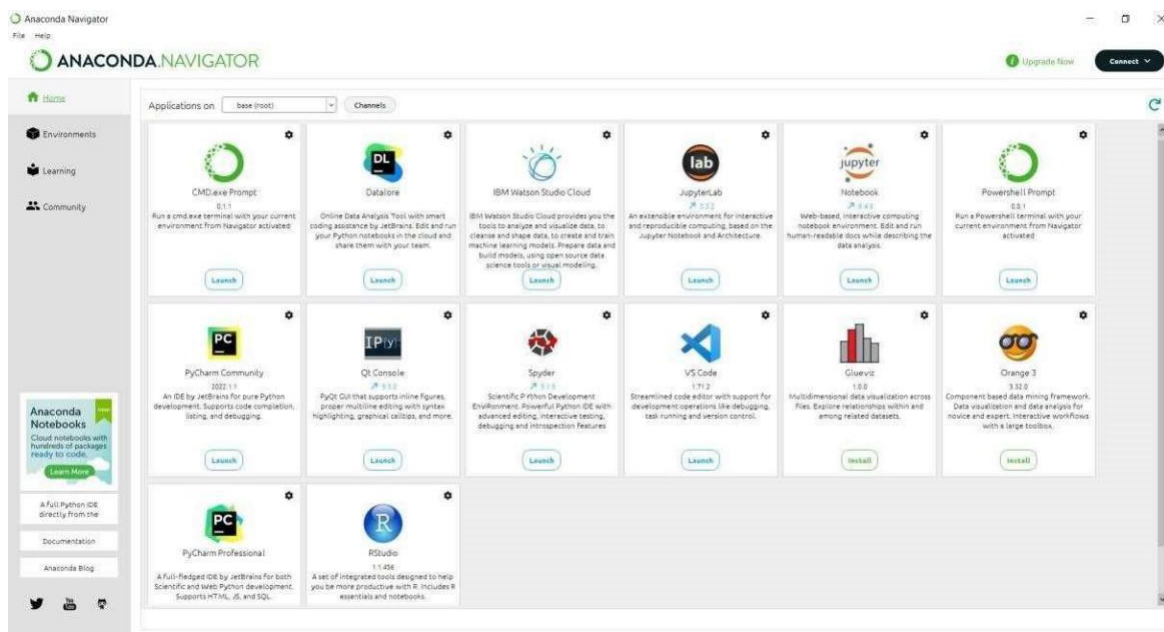 Anaconda Navigator
File Help
ANACONDA.NAVIGATOR
Upgrade Now
Connect
Home
Environments
Learning
Community
Applications on
base (root)
Channels
CMD.exe Prompt
0.1.1
Run a cmd.exe terminal with your current
environment from Navigator activated
Launch
DL
Datalore
Online Data Analysis Tool with smart
coding assistance by JetBrains. Edit and run
your Python notebooks in the cloud and
share them with your team.
Launch
IBM Watson Studio Cloud
IBM Watson Studio Cloud provides you the
tools to analyze and visualize data, to
cleanse and shape data, to create and train
machine learning models. Prepare data and
build models, using open source data
science tools or visual modeling.
Launch
lab
JupyterLab
An extensible environment for interactive
and reproducible computing, based on the
Jupyter Notebook and Architecture.
Launch
jupyter
Notebook
Web-based, interactive computing
notebook environment. Edit and run
human-readable docs while describing the
data analysis.
Launch
Powershell Prompt
0.0.1
Run a Powershell terminal with your
current environment from Navigator
activated
Launch
PC
PyCharm Community
2022.1.1
An IDE by JetBrains for pure Python
development. Supports code completion,
listing, and debugging.
Launch
IP[y]:
Qt Console
PyQt GUI that supports inline figures,
proper multiline editing with syntax
highlighting, graphical calltips, and more.
Launch
Spyder
Scientific Python Development
EnviRonment. Powerful Python IDE with
advanced editing, interactive testing,
debugging and introspection features
Launch
VS Code
1.71.2
Streamlined code editor with support for
development operations like debugging,
task running and version control.
Launch
Glueviz
1.0.0
Multidimensional data visualization across
files. Explore relationships within and
among related datasets.
Install
Orange 3
3.32.0
Component based data mining framework.
Data visualization and data analysis for
novice and expert. Interactive workflows
with a large toolbox.
Install
PC
PyCharm Professional
A full-fledged IDE by JetBrains for both
Scientific and Web Python development.
Supports HTML, JS, and SQL.
R
RStudio
1.1.456
A set of integrated tools designed to help
you be more productive with R. Includes R
essentials and notebooks.
Anaconda
Notebooks
Cloud notebooks with
hundreds of packages
ready to code.
Learn More
A full Python IDE
directly from the
Documentation
Anaconda Blog